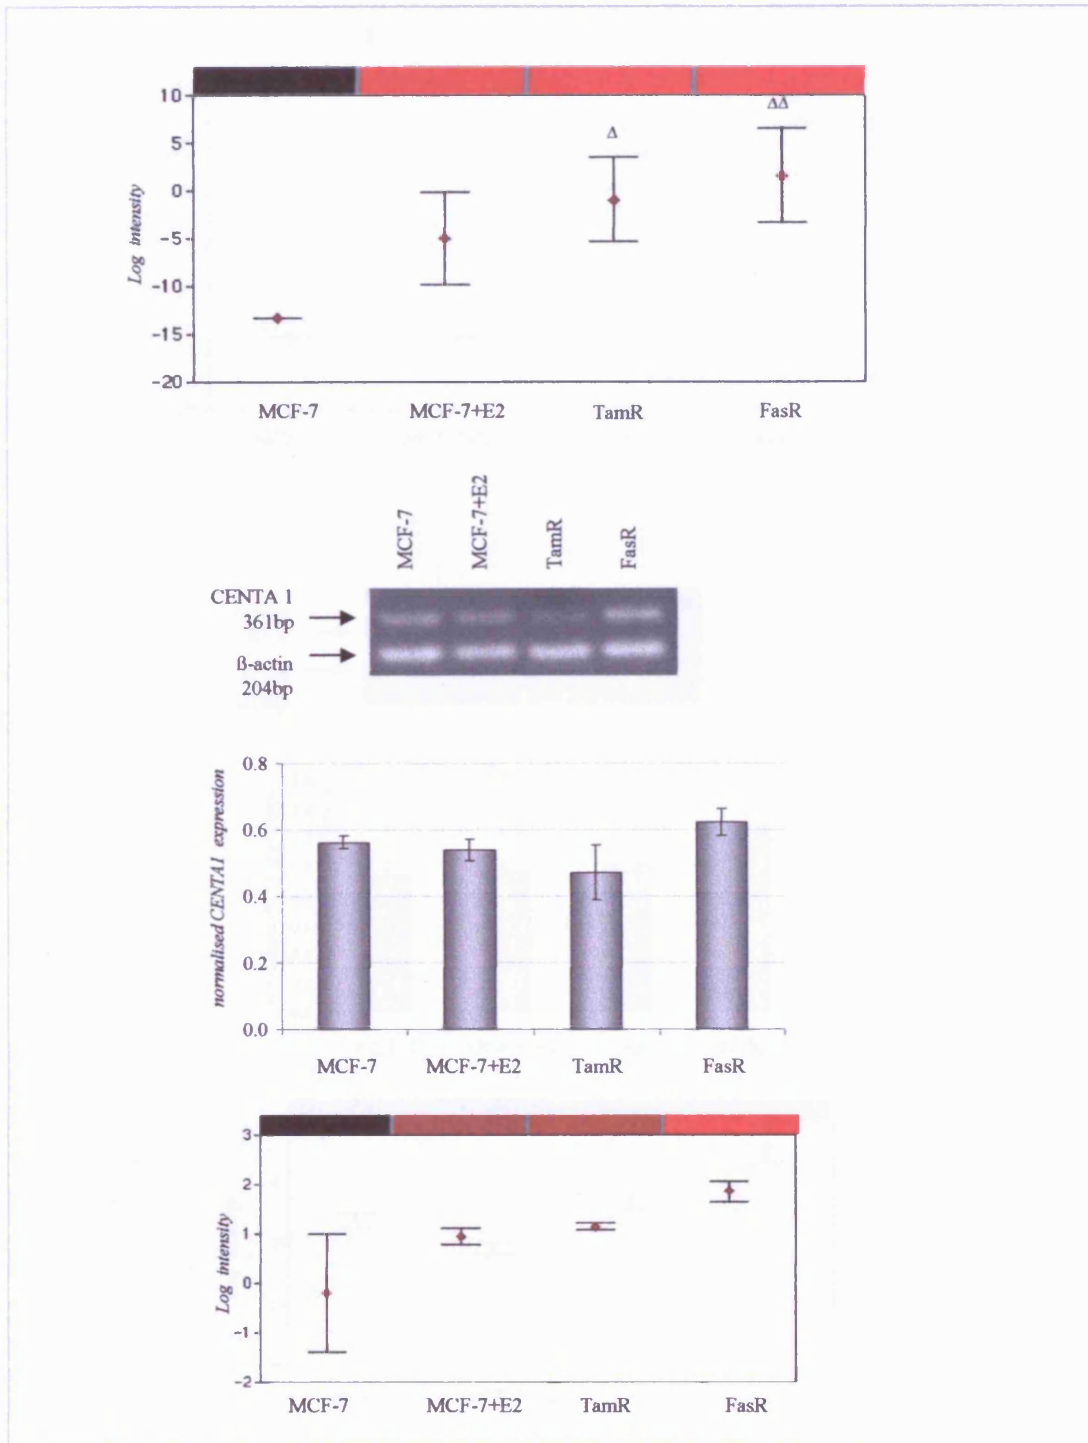 10
5
0
-5
-10
-15
-20
Log intensity
Δ
ΔΔ
MCF-7 MCF-7+E2 TamR FasR
MCF-7
MCF-7+E2
TamR
FasR
CENTA 1
361bp
ß-actin
204bp
0.8
0.6
0.4
0.2
0.0
normalised CENTA1 expression
MCF-7 MCF-7+E2 TamR FasR
3
2
1
0
-1
-2
Log intensity
MCF-7 MCF-7+E2 TamR FasR